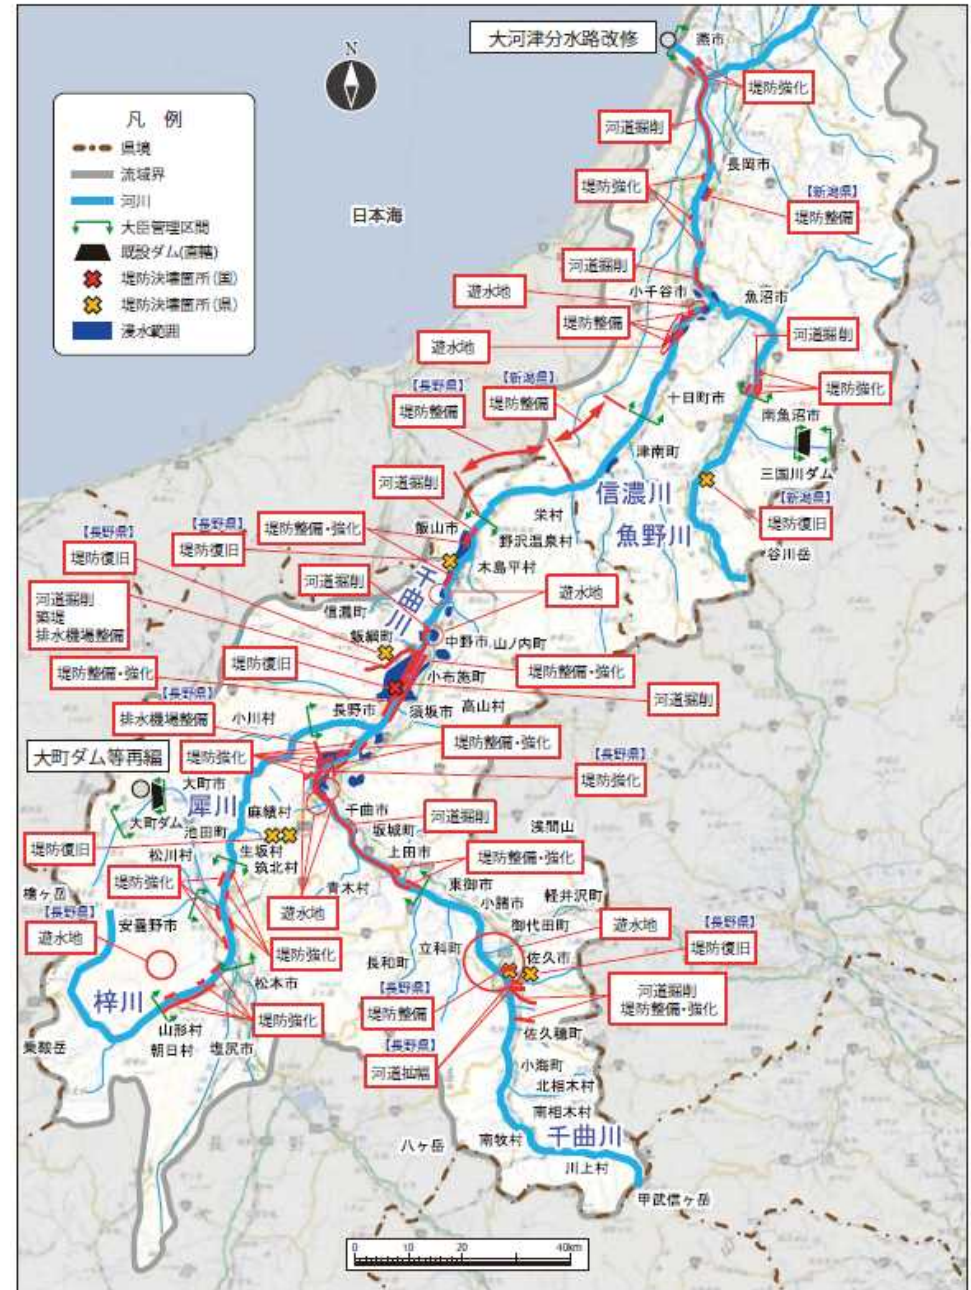 大河津分水路改修
燕市
N
堤防強化
凡 例
県境
流域界
河川
大臣管理区間
既設ダム(直轄)
堤防決壊箇所(国)
堤防決壊箇所(県)
浸水範囲
河道掘削
長岡市
堤防強化
【新潟県】
堤防整備
日本海
河道掘削
遊水地
小千谷市
魚沼市
堤防整備
河道掘削
遊水地
【長野県】
堤防整備
【新潟県】
堤防整備
十日町市
堤防強化
南魚沼市
津南町
三国川ダム
河道掘削
信濃川
【新潟県】
堤防復旧
栄村
魚野川
谷川岳
【長野県】
堤防復旧
【長野県】
堤防復旧
堤防整備・強化
飯山市
野沢温泉村
木島平村
河道掘削
千曲川
遊水地
河道掘削
築堤
排水機場整備
信濃町
飯綱町
中野市
山ノ内町
堤防整備・強化
堤防復旧
小布施町
堤防整備・強化
河道掘削
【長野県】
排水機場整備
小川村
長野市
須坂市
高山村
堤防整備・強化
大町ダム等再編
堤防強化
【長野県】
堤防強化
大町市
大町ダム
犀川
麻績村
千曲市
河道掘削
池田町
坂城町
浅間山
堤防復旧
松川村
生坂村
筑北村
上田市
堤防整備・強化
槍ヶ岳
堤防強化
青木村
東御市
軽井沢町
小諸市
【長野県】
遊水地
安曇野市
遊水地
御代田町
遊水地
【長野県】
堤防復旧
立科町
佐久市
堤防強化
長和町
松本市
梓川
【長野県】
堤防整備
河道掘削
堤防整備・強化
堤防強化
山形村
佐久穂町
乗鞍岳
朝日村
塩尻市
【長野県】
河道拡幅
小海町
北相木村
南相木村
八ヶ岳
南牧村
千曲川
川上村
甲武信ヶ岳
0 10 20 40km